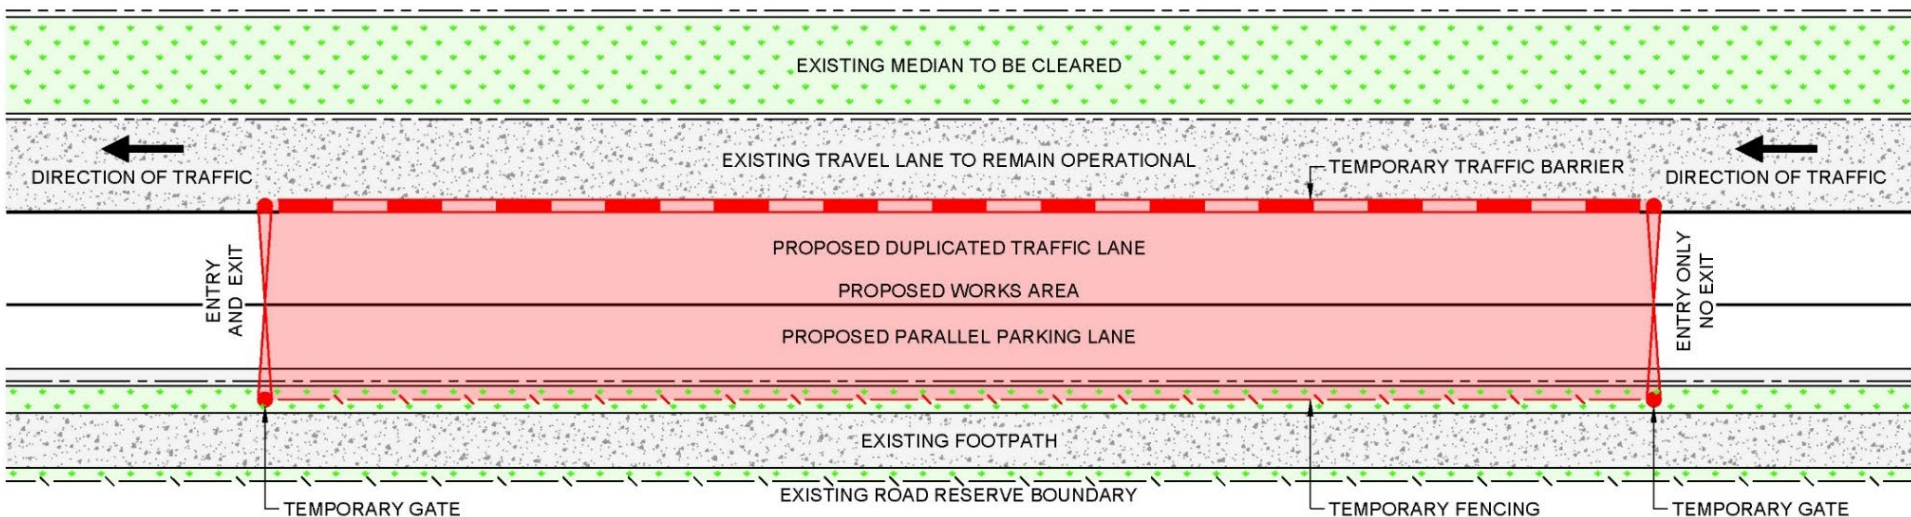 EXISTING MEDIAN TO BE CLEARED
EXISTING TRAVEL LANE TO REMAIN OPERATIONAL
TEMPORARY TRAFFIC BARRIER
DIRECTION OF TRAFFIC
DIRECTION OF TRAFFIC
ENTRY
AND EXIT
PROPOSED DUPLICATED TRAFFIC LANE
PROPOSED WORKS AREA
PROPOSED PARALLEL PARKING LANE
ENTRY ONLY
NO EXIT
EXISTING FOOTPATH
EXISTING ROAD RESERVE BOUNDARY
TEMPORARY GATE
TEMPORARY FENCING
TEMPORARY GATE